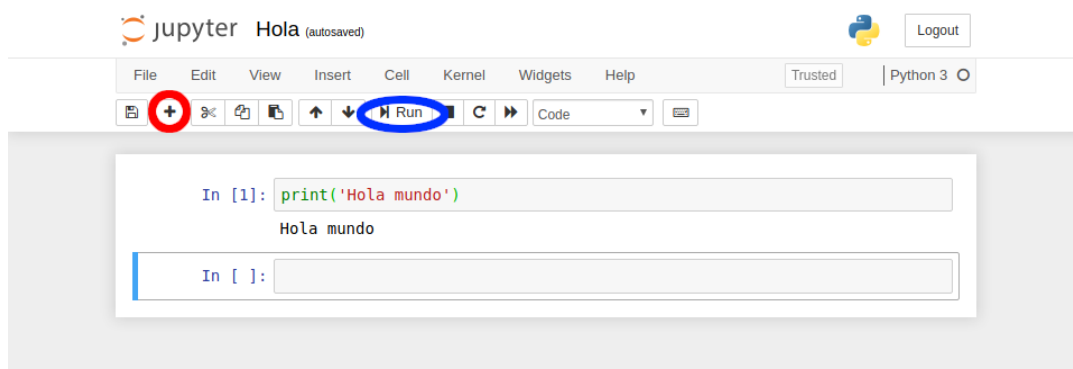 jupyter Hola (autosaved) Logout
File Edit View Insert Cell Kernel Widgets Help Trusted Python 3
Run Code
In [1]: print('Hola mundo')
Hola mundo
In [ ]: